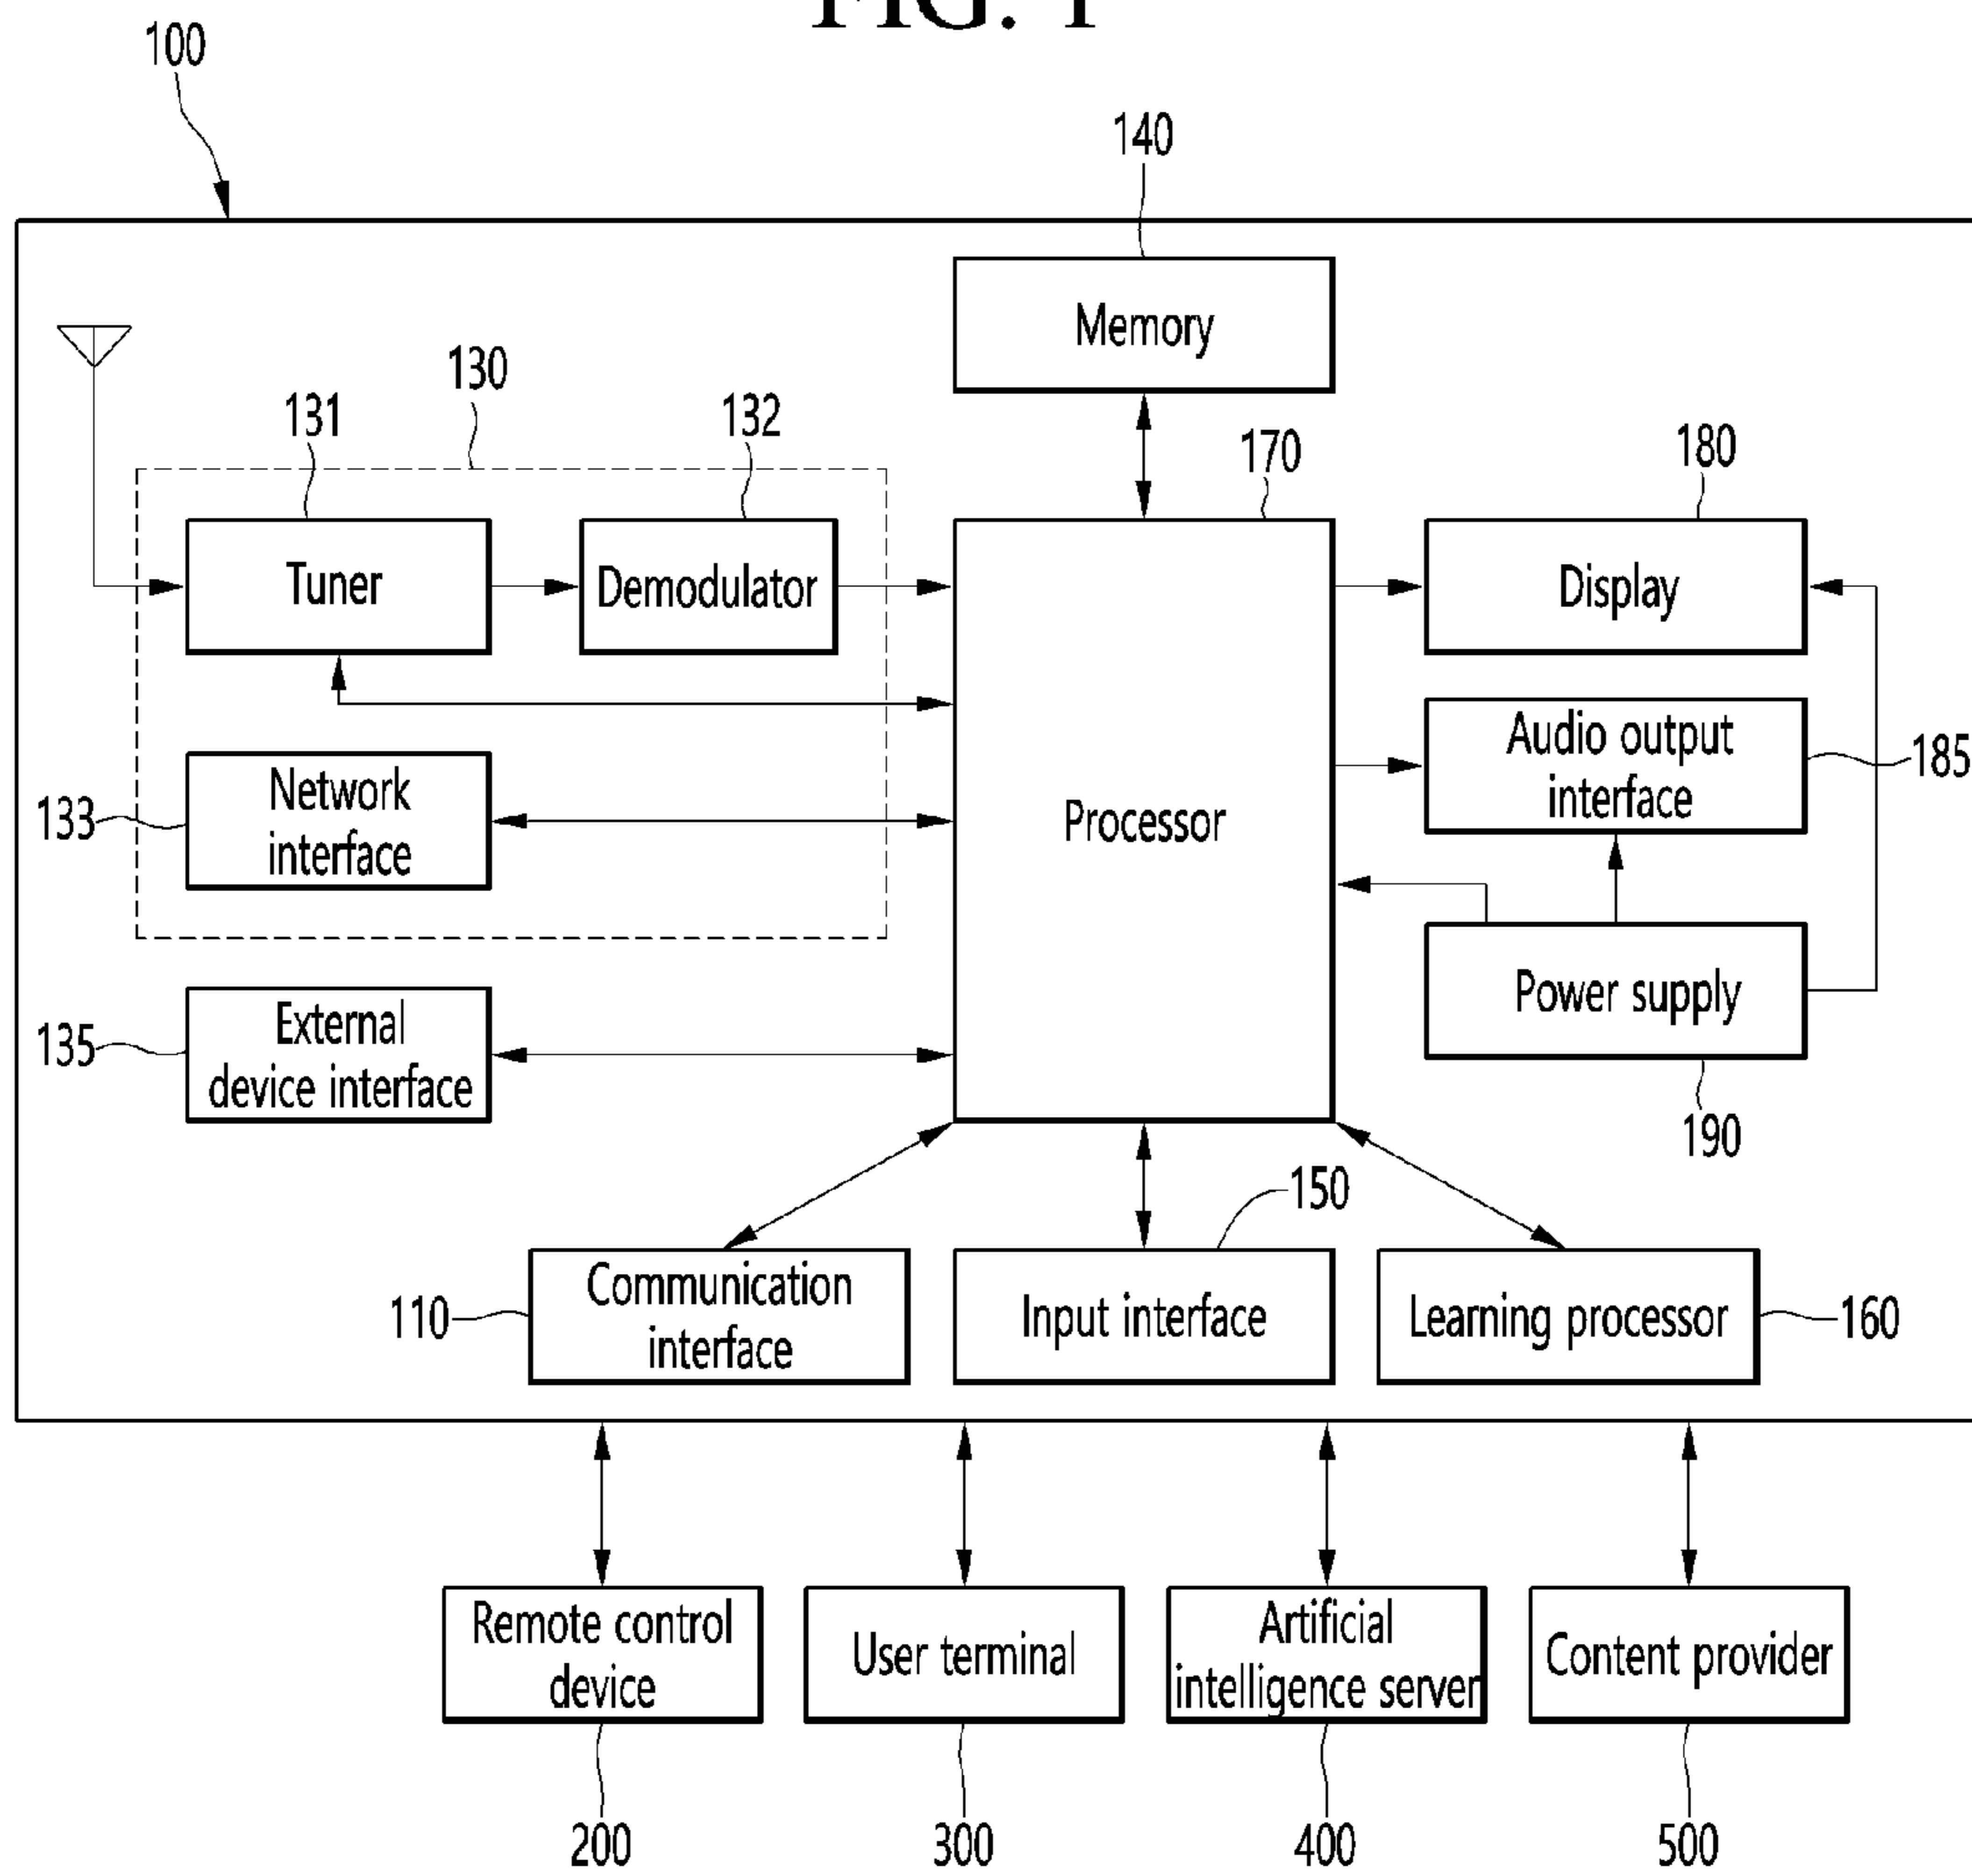 FIG. 1
100
140
Memory
130
131
132
170
180
Tuner
Demodulator
Display
Audio output
interface
185
Network
interface
133
Processor
Power supply
190
External
device interface
135
150
Communication
interface
110
Input interface
Learning processor
160
Remote control
device
User terminal
Artificial
intelligence server
Content provider
200
300
400
500